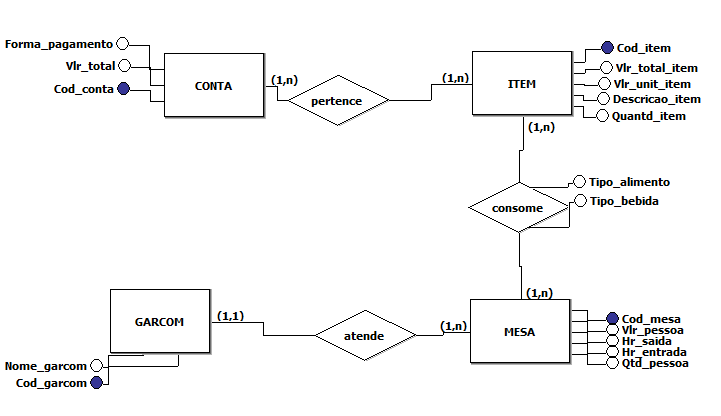 Forma_pagamento
Vlr_total
Cod_conta
CONTA
(1,n)
pertence
(1,n)
ITEM
Cod_item
Vlr_total_item
Vlr_unit_item
Descricao_item
Quantd_item
(1,n)
consome
Tipo_alimento
Tipo_bebida
(1,n)
GARCOM
(1,1)
atende
(1,n)
MESA
Cod_mesa
Vlr_pessoa
Hr_saida
Hr_entrada
Qtd_pessoa
Nome_garcom
Cod_garcom